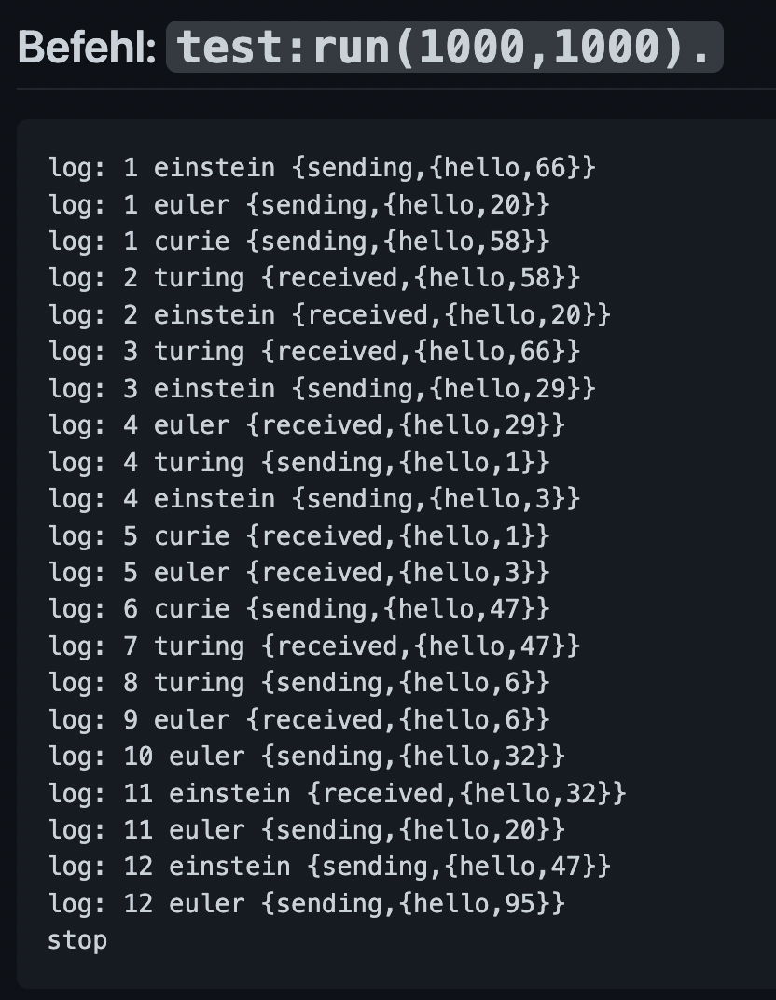 Befehl: test:run(1000,1000).
log: 1 einstein {sending,{hello,66}}
log: 1 euler {sending,{hello,20}}
log: 1 curie {sending,{hello,58}}
log: 2 turing {received,{hello,58}}
log: 2 einstein {received,{hello,20}}
log: 3 turing {received,{hello,66}}
log: 3 einstein {sending,{hello,29}}
log: 4 euler {received,{hello,29}}
log: 4 turing {sending,{hello,1}}
log: 4 einstein {sending,{hello,3}}
log: 5 curie {received,{hello,1}}
log: 5 euler {received,{hello,3}}
log: 6 curie {sending,{hello,47}}
log: 7 turing {received,{hello,47}}
log: 8 turing {sending,{hello,6}}
log: 9 euler {received,{hello,6}}
log: 10 euler {sending,{hello,32}}
log: 11 einstein {received,{hello,32}}
log: 11 euler {sending,{hello,20}}
log: 12 einstein {sending,{hello,47}}
log: 12 euler {sending,{hello,95}}
stop